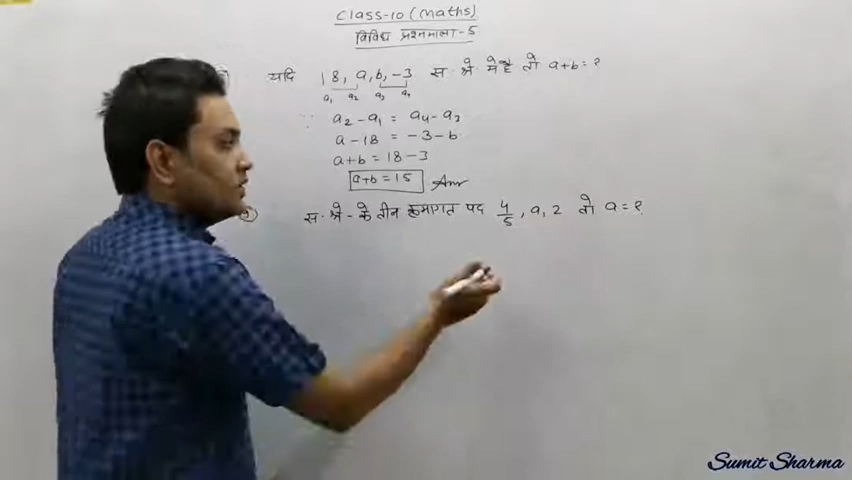 Class-10 (Maths)
विविध प्रश्नमाला-5
यदि 18, a, b, -3 स. श्रे. में है तो a+b = ?
a₁ a₂ a₃ a₄
∵ a₂ - a₁ = a₄ - a₃
a - 18 = -3 - b
a+b = 18-3
a+b = 15 Ans
स. श्रे. के तीन क्रमागत पद 4/5, a, 2 तो a = ?
Sumit Sharma